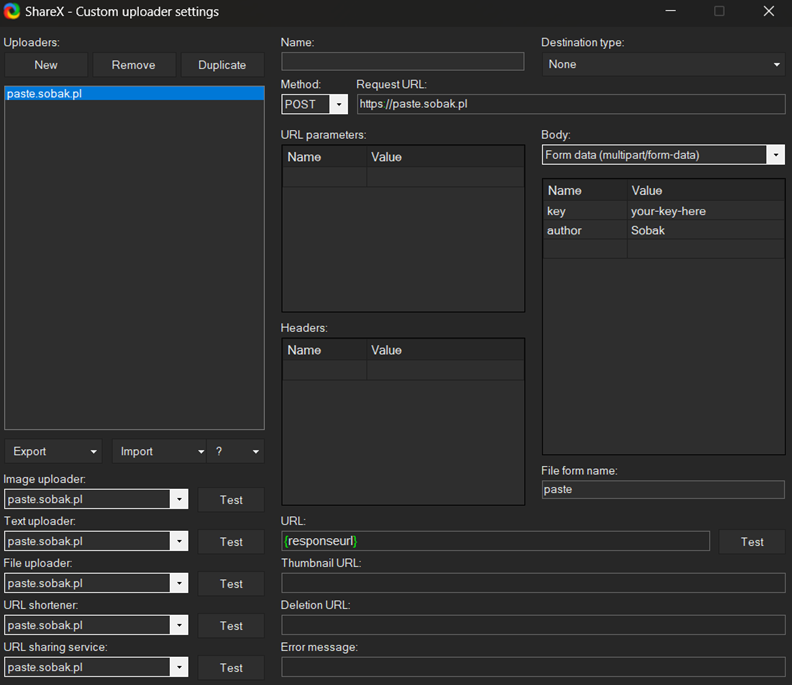 ShareX - Custom uploader settings
Uploaders:
New Remove Duplicate
paste.sobak.pl
Export Import ?
Image uploader:
paste.sobak.pl Test
Text uploader:
paste.sobak.pl Test
File uploader:
paste.sobak.pl Test
URL shortener:
paste.sobak.pl Test
URL sharing service:
paste.sobak.pl Test
Name:
Destination type:
None
Method: Request URL:
POST https://paste.sobak.pl
URL parameters:
Name Value
Headers:
Name Value
Body:
Form data (multipart/form-data)
Name Value
key your-key-here
author Sobak
File form name:
paste
URL:
{responseurl} Test
Thumbnail URL:
Deletion URL:
Error message: